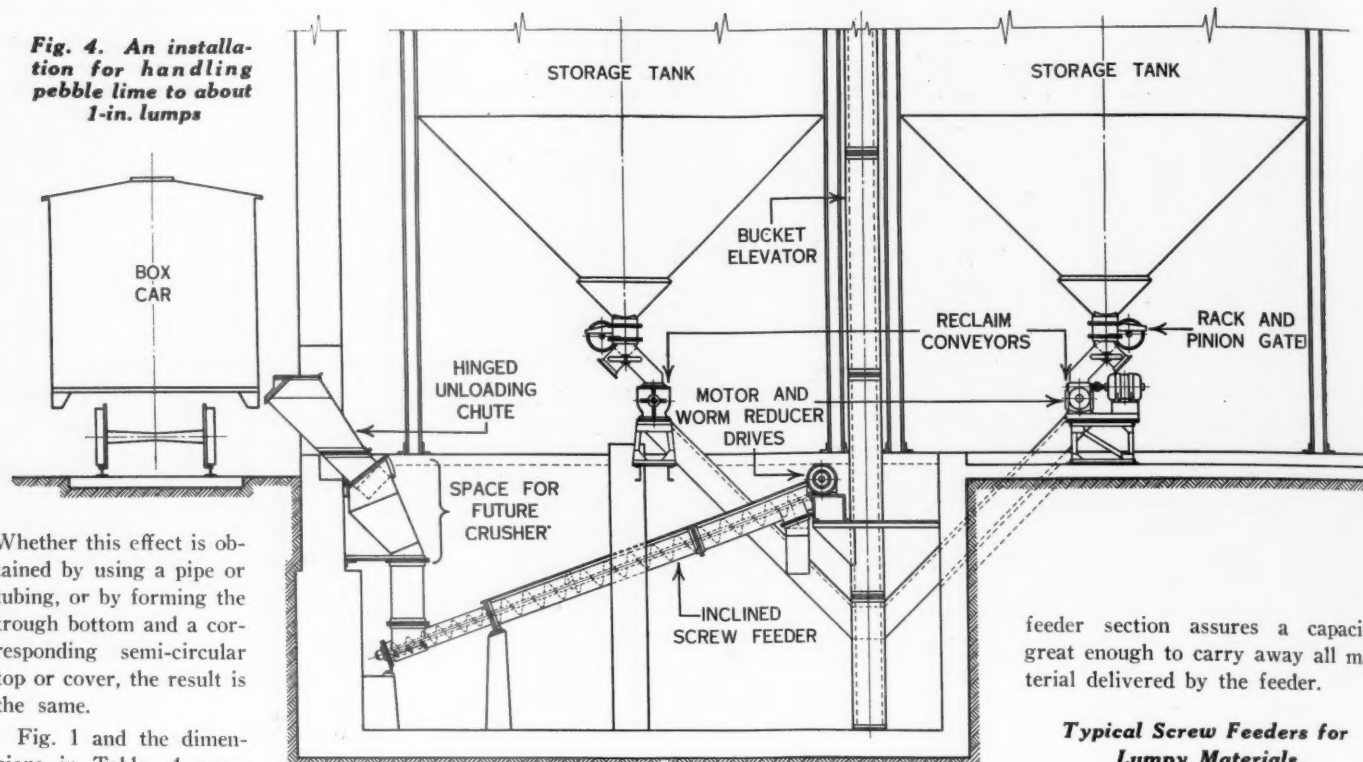 Fig. 4. An installa-
tion for handling
pebble lime to about
1-in. lumps
STORAGE TANK
STORAGE TANK
BOX
CAR
BUCKET
ELEVATOR
RECLAIM
CONVEYORS
RACK AND
PINION GATE
HINGED
UNLOADING
CHUTE
MOTOR AND
WORM REDUCER
DRIVES
SPACE FOR
FUTURE
CRUSHER
INCLINED
SCREW FEEDER
Whether this effect is ob-
tained by using a pipe or
tubing, or by forming the
trough bottom and a cor-
responding semi-circular
top or cover, the result is
the same.
Fig. 1 and the dimen-
feeder section assures a capaci
great enough to carry away all m
terial delivered by the feeder.
Typical Screw Feeders for
Lumpy Materials